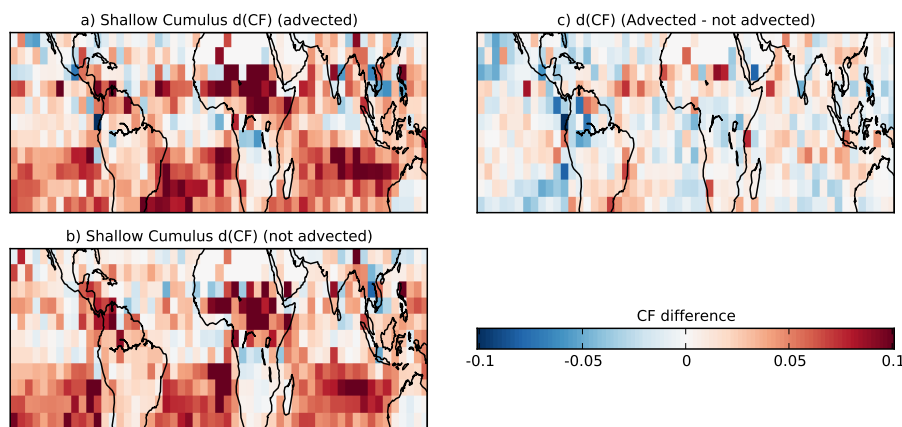 a) Shallow Cumulus d(CF) (advected)
c) d(CF) (Advected - not advected)
b) Shallow Cumulus d(CF) (not advected)
CF difference
-0.1 -0.05 0 0.05 0.1